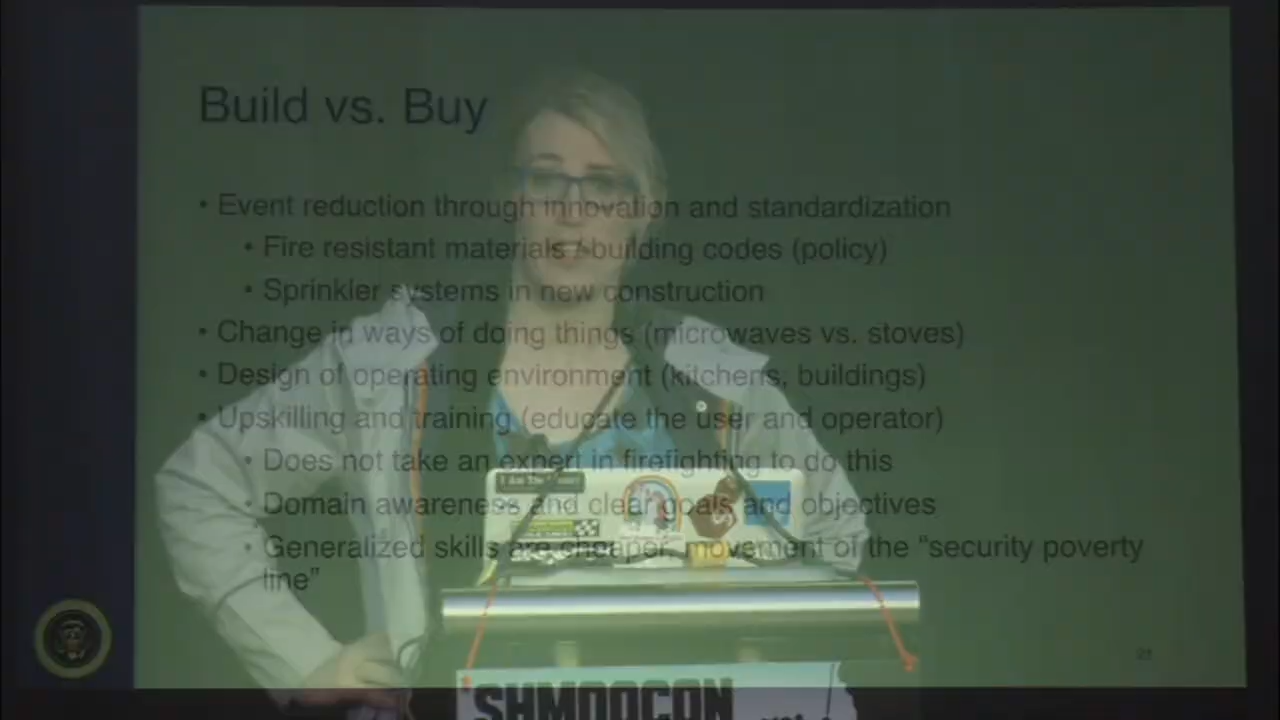 Build vs. Buy
• Event reduction through innovation and standardization
• Fire resistant materials / building codes (policy)
• Sprinkler systems in new construction
• Change in ways of doing things (microwaves vs. stoves)
• Design of operating environment (kitchens, buildings)
• Upskilling and training (educate the user and operator)
• Does not take an expert in firefighting to do this
• Domain awareness and clear goals and objectives
• Generalized skills are cheaper, movement of the “security poverty
line”
SHMOOCON